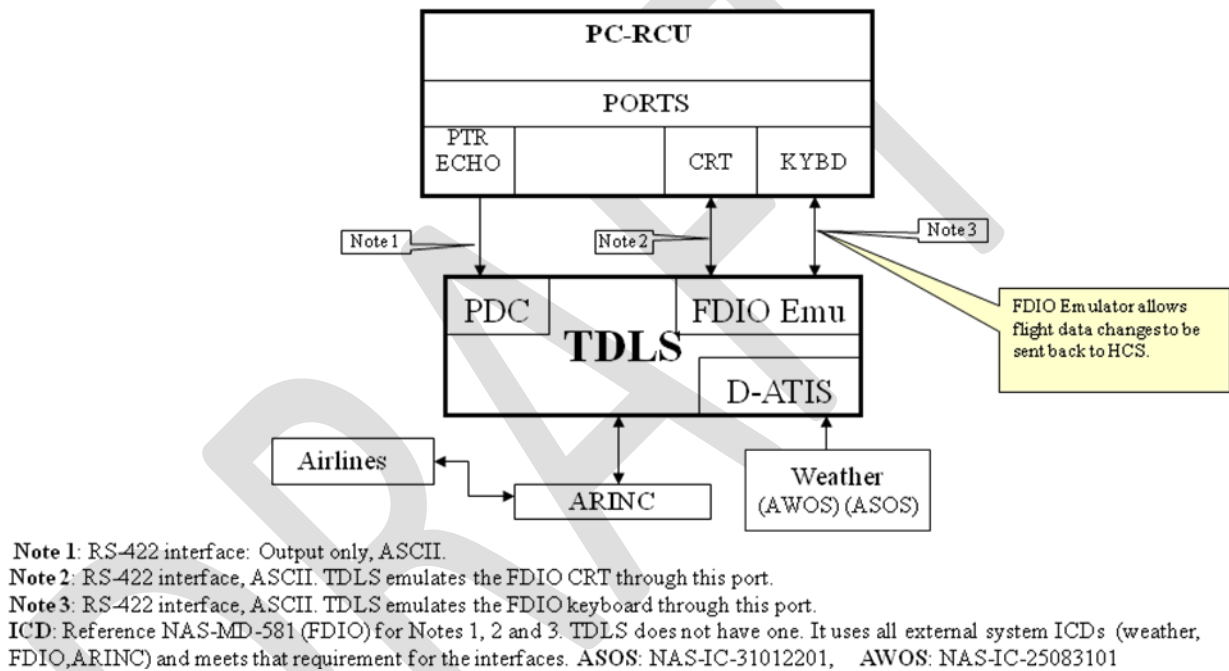 PC-RCU
PORTS
PTR
ECHO
CRT
KYBD
Note 1
Note 2
Note 3
PDC
FDIO Emu
TDLS
D-ATIS
FDIO Emulator allows
flight data changes to be
sent back to HCS.
Airlines
ARINC
Weather
(AWOS) (ASOS)
Note 1: RS-422 interface: Output only, ASCII.
Note 2: RS-422 interface, ASCII. TDLS emulates the FDIO CRT through this port.
Note 3: RS-422 interface, ASCII. TDLS emulates the FDIO keyboard through this port.
ICD: Reference NAS-MD-581 (FDIO) for Notes 1, 2 and 3. TDLS does not have one. It uses all external system ICDs (weather,
FDIO,ARINC) and meets that requirement for the interfaces. ASOS: NAS-IC-31012201, AWOS: NAS-IC-25083101
DRAFT